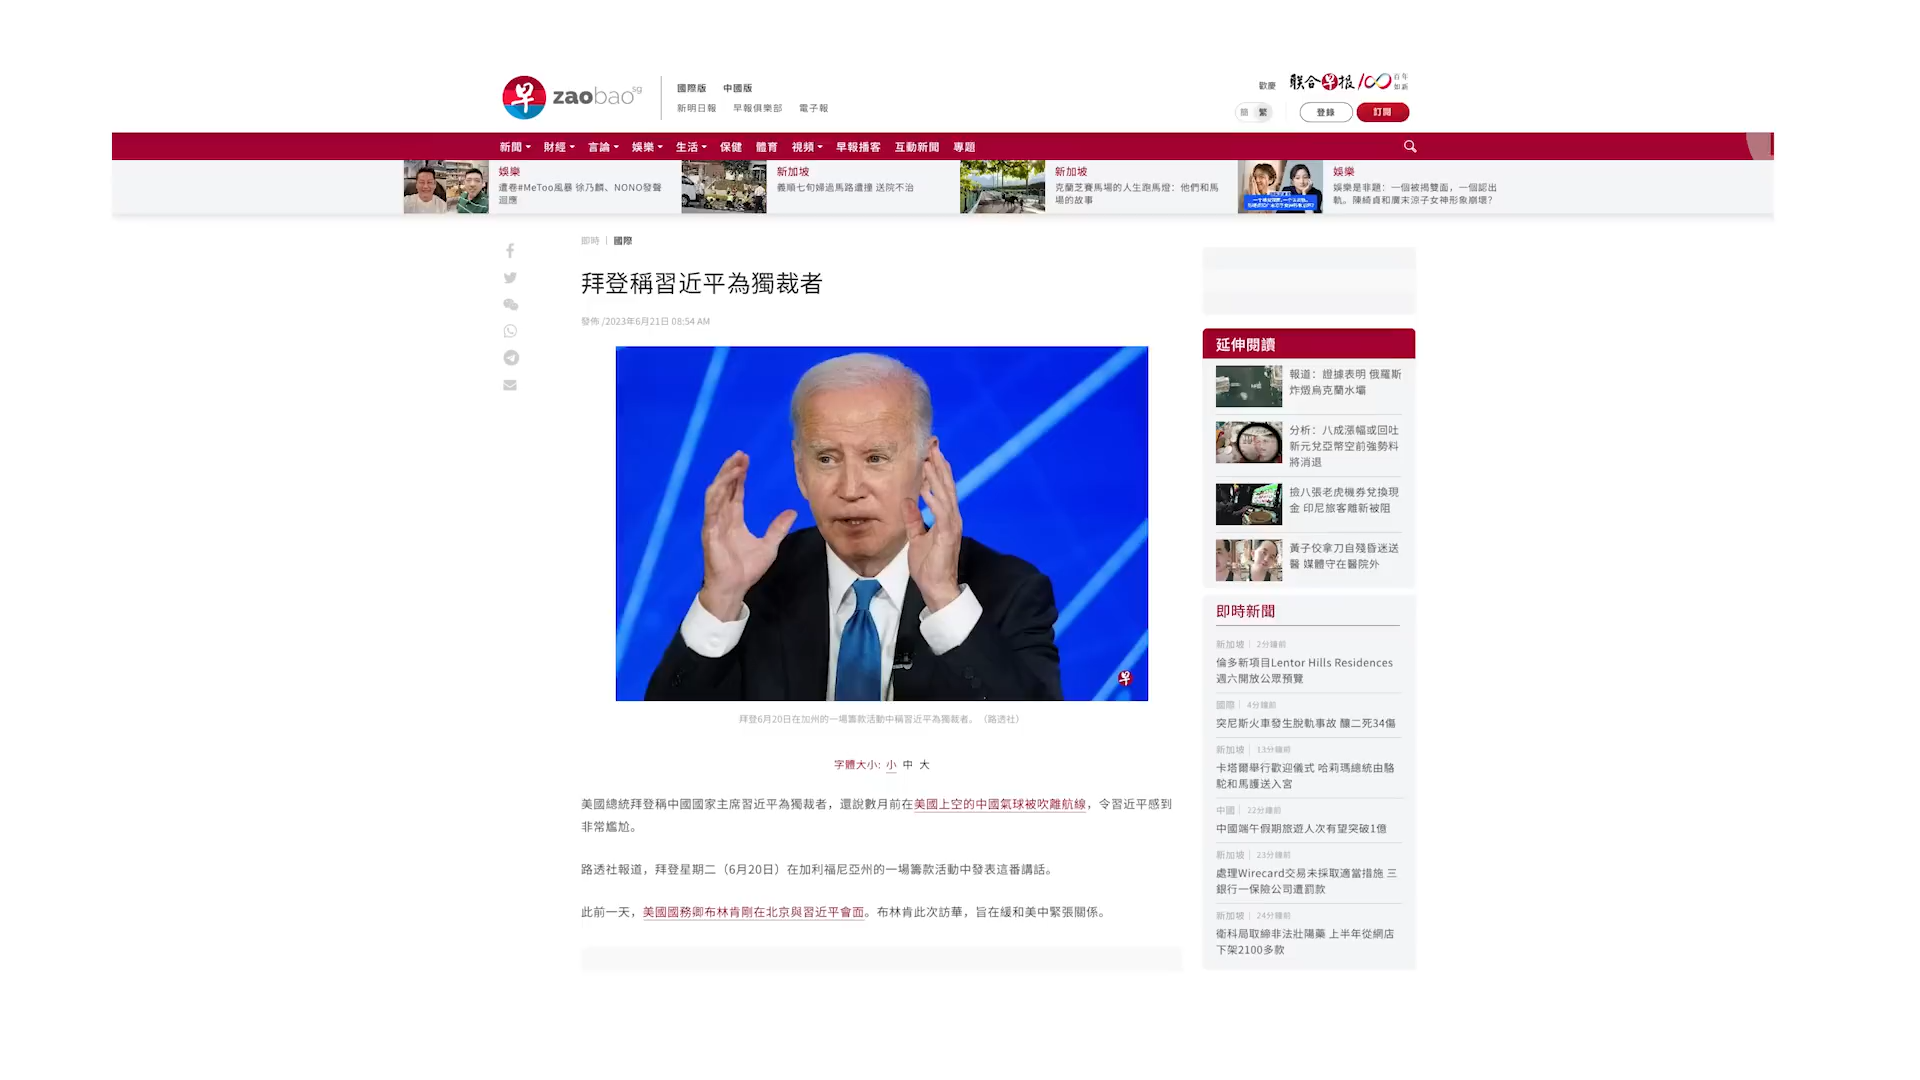 早 zaobao sg
國際版 中國版
新明日報 早報俱樂部 電子報
歡慶 联合早报 100 百年如新
簡 繁 登錄 訂閱
新聞 財經 言論 娛樂 生活 保健 體育 視頻 早報播客 互動新聞 專題
娛樂
遭卷#MeToo風暴 徐乃麟、NONO發聲
迴應
新加坡
義順七旬婦過馬路遭撞 送院不治
新加坡
克蘭芝賽馬場的人生跑馬燈：他們和馬
場的故事
娛樂
娛樂是非題：一個被揭雙面，一個認出
軌。陳綺貞和廣末涼子女神形象崩壞？
即時 | 國際
拜登稱習近平為獨裁者
發佈 /2023年6月21日 08:54 AM
早
拜登6月20日在加州的一場籌款活動中稱習近平為獨裁者。（路透社）
字體大小: 小 中 大
美國總統拜登稱中國國家主席習近平為獨裁者，還說數月前在美國上空的中國氣球被吹離航線，令習近平感到
非常尷尬。
路透社報道，拜登星期二（6月20日）在加利福尼亞州的一場籌款活動中發表這番講話。
此前一天，美國國務卿布林肯剛在北京與習近平會面。布林肯此次訪華，旨在緩和美中緊張關係。
延伸閱讀
報道：證據表明 俄羅斯
炸燬烏克蘭水壩
分析：八成漲幅或回吐
新元兌亞幣空前強勢料
將消退
撿八張老虎機券兌換現
金 印尼旅客離新被阻
黃子佼拿刀自殘昏迷送
醫 媒體守在醫院外
即時新聞
新加坡 | 2分鐘前
倫多新項目Lentor Hills Residences
週六開放公眾預覽
國際 | 4分鐘前
突尼斯火車發生脫軌事故 釀二死34傷
新加坡 | 13分鐘前
卡塔爾舉行歡迎儀式 哈莉瑪總統由駱
駝和馬護送入宮
中國 | 22分鐘前
中國端午假期旅遊人次有望突破1億
新加坡 | 23分鐘前
處理Wirecard交易未採取適當措施 三
銀行一保險公司遭罰款
新加坡 | 24分鐘前
衛科局取締非法壯陽藥 上半年從網店
下架2100多款